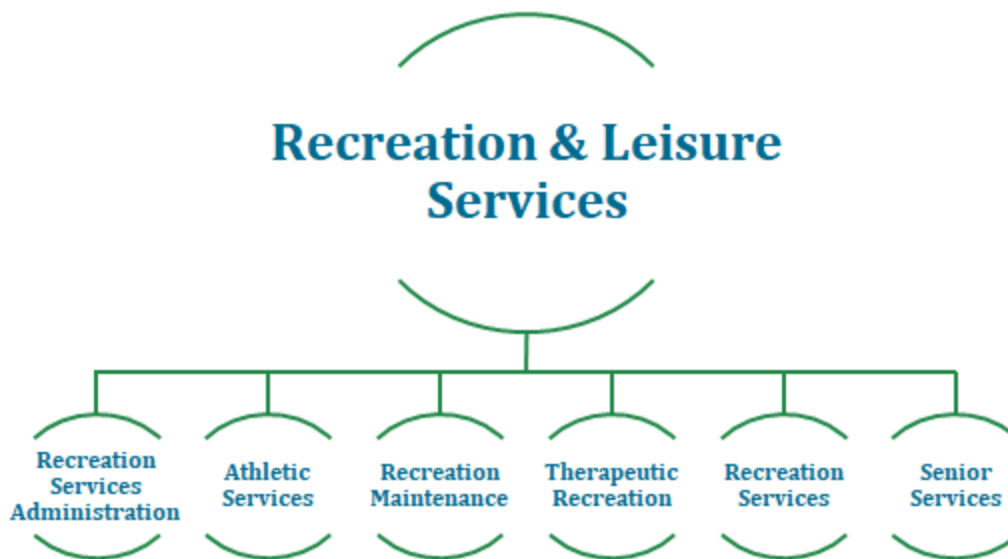 Recreation & Leisure
Services
Recreation
Services
Administration
Athletic
Services
Recreation
Maintenance
Therapeutic
Recreation
Recreation
Services
Senior
Services